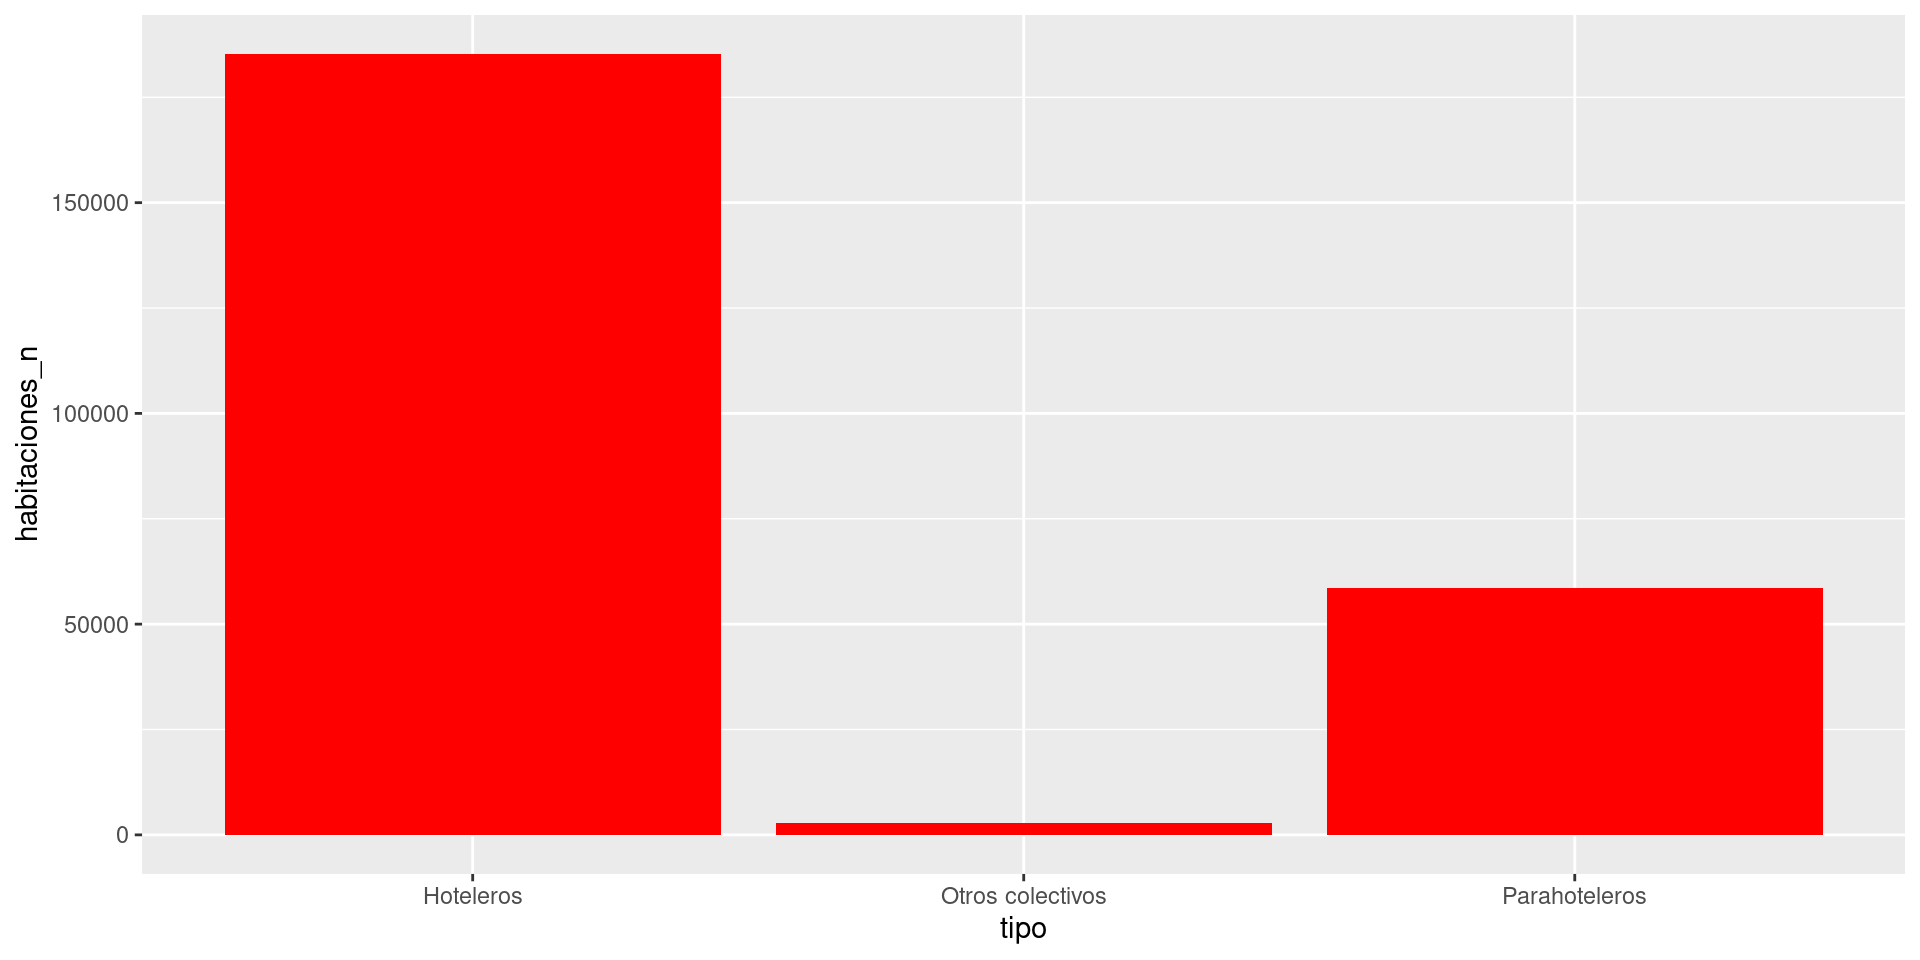 habitaciones_n
150000
100000
50000
0
Hoteleros
Otros colectivos
Parahoteleros
tipo